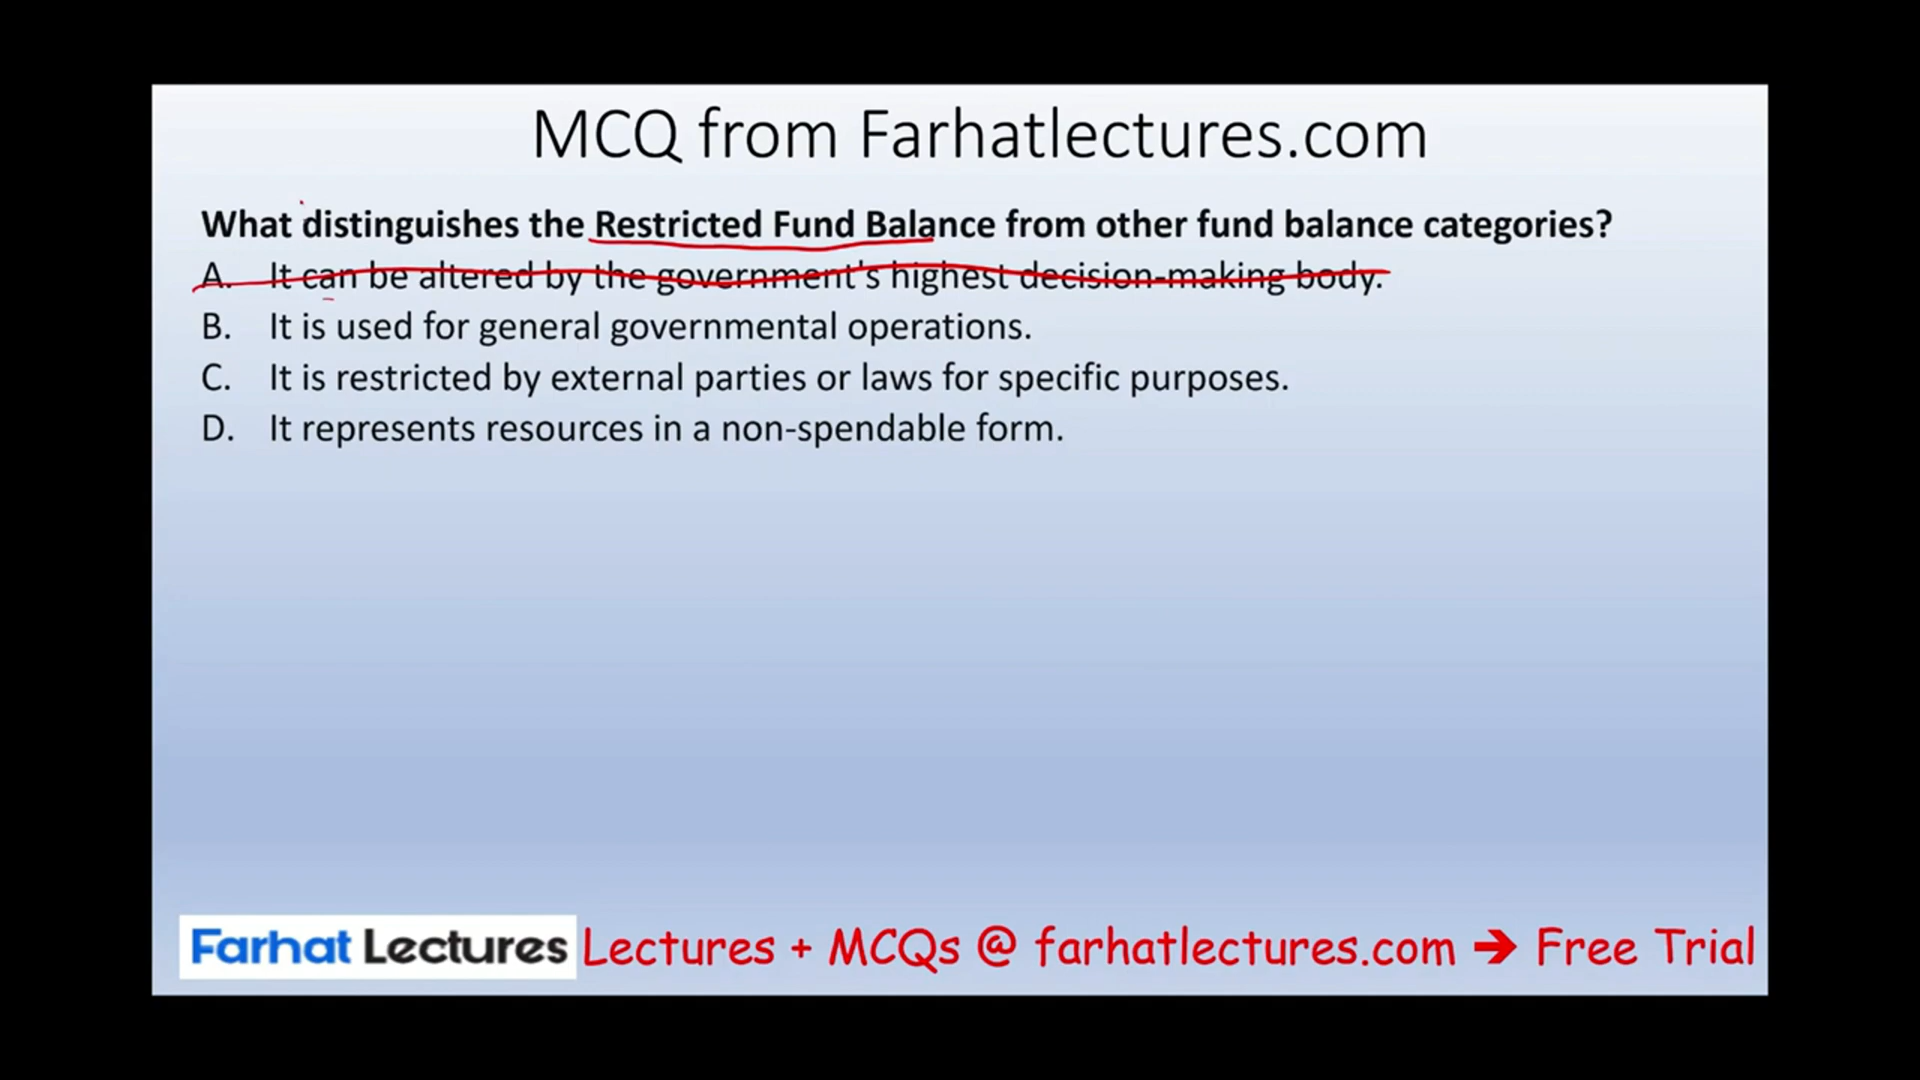 MCQ from Farhatlectures.com
What distinguishes the Restricted Fund Balance from other fund balance categories?
A. It can be altered by the government's highest decision-making body.
B. It is used for general governmental operations.
C. It is restricted by external parties or laws for specific purposes.
D. It represents resources in a non-spendable form.
Farhat Lectures Lectures + MCQs @ farhatlectures.com ➔ Free Trial